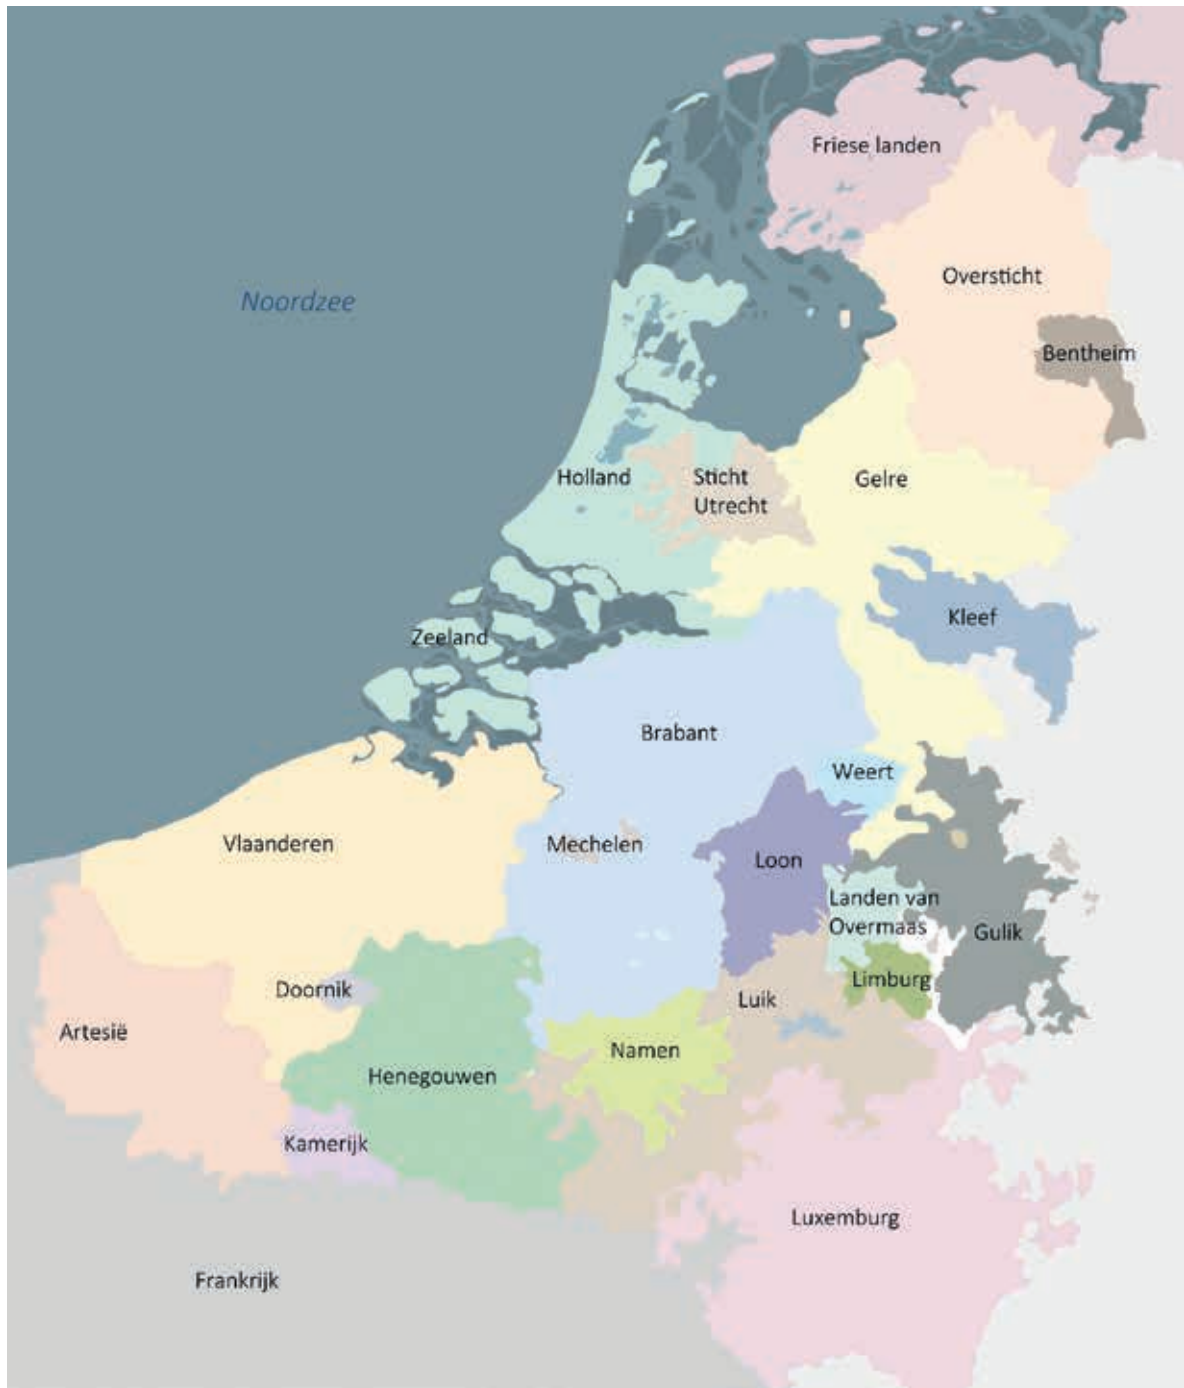 Friese landen
Oversticht
Noordzee
Bentheim
Holland
Sticht
Utrecht
Gelre
Kleef
Zeeland
Brabant
Weert
Vlaanderen
Mechelen
Loon
Landen van
Overmaas
Gulik
Limburg
Doornik
Luik
Artesië
Namen
Henegouwen
Kamerijk
Luxemburg
Frankrijk